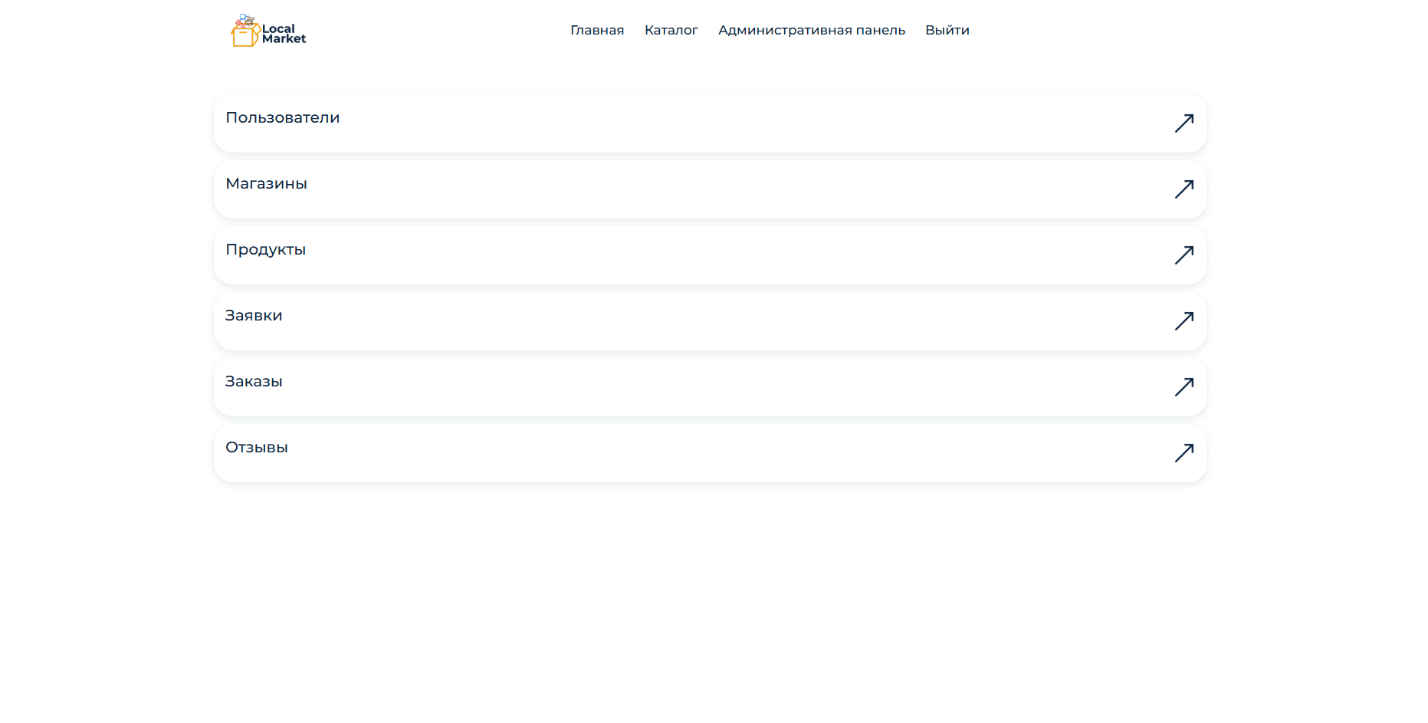 Local
Market
Главная Каталог Административная панель Выйти
Пользователи
Магазины
Продукты
Заявки
Заказы
Отзывы